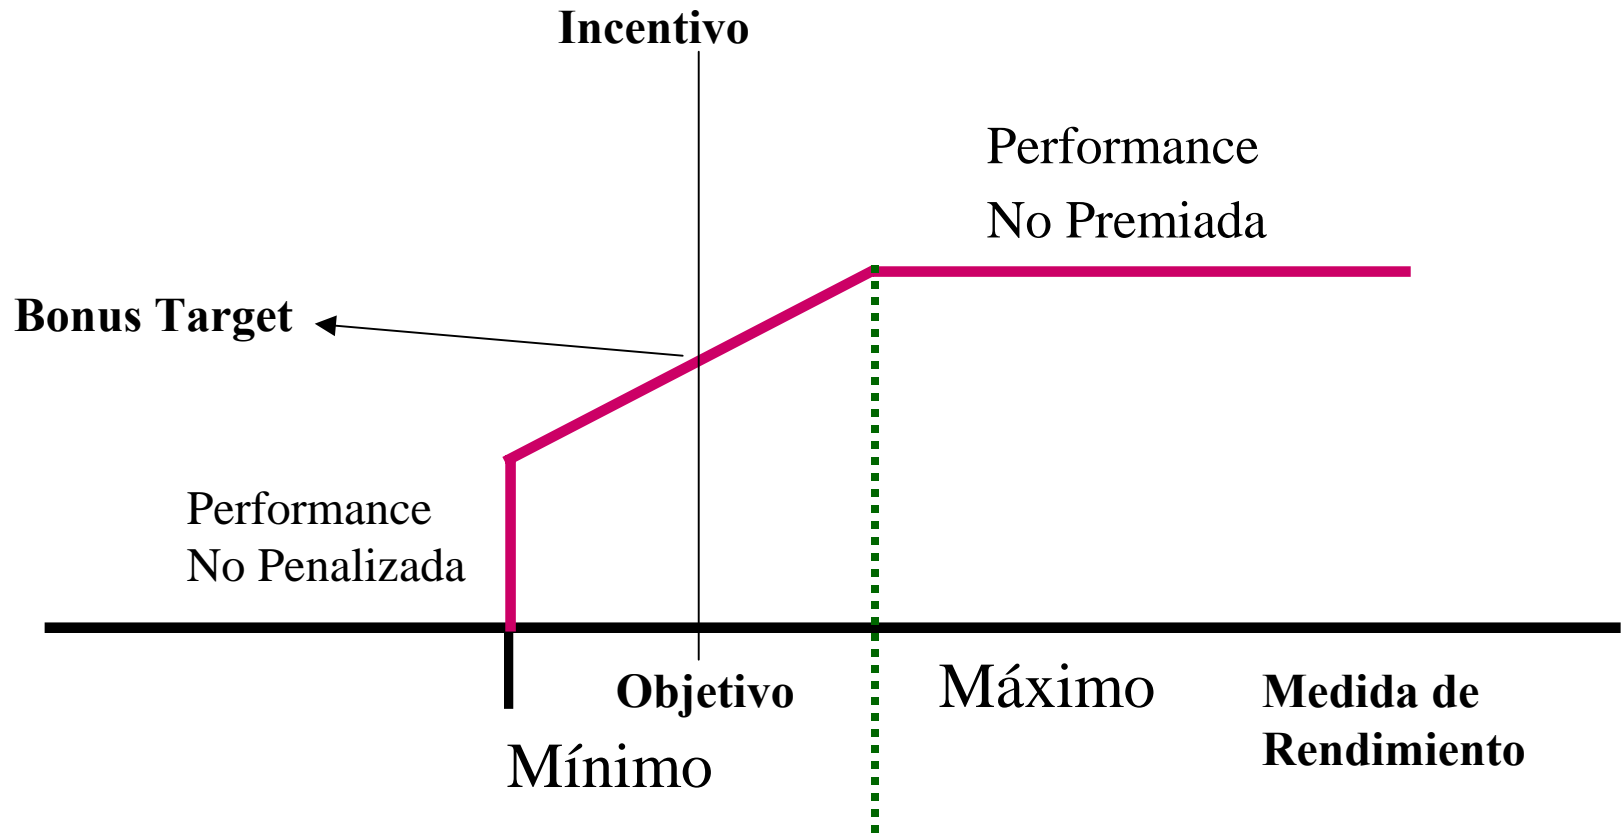 Incentivo
Performance
No Premiada
Bonus Target
Performance
No Penalizada
Objetivo
Máximo
Medida de
Rendimiento
Mínimo